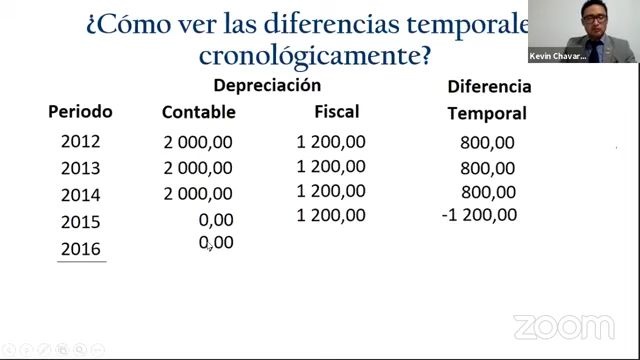 ¿Cómo ver las diferencias temporale
cronológicamente?
Kevin Chavar...
Depreciación Diferencia
Periodo Contable Fiscal Temporal
2012 2 000,00 1 200,00 800,00
2013 2 000,00 1 200,00 800,00
2014 2 000,00 1 200,00 800,00
2015 0,00 1 200,00 -1 200,00
2016 0,00
zoom